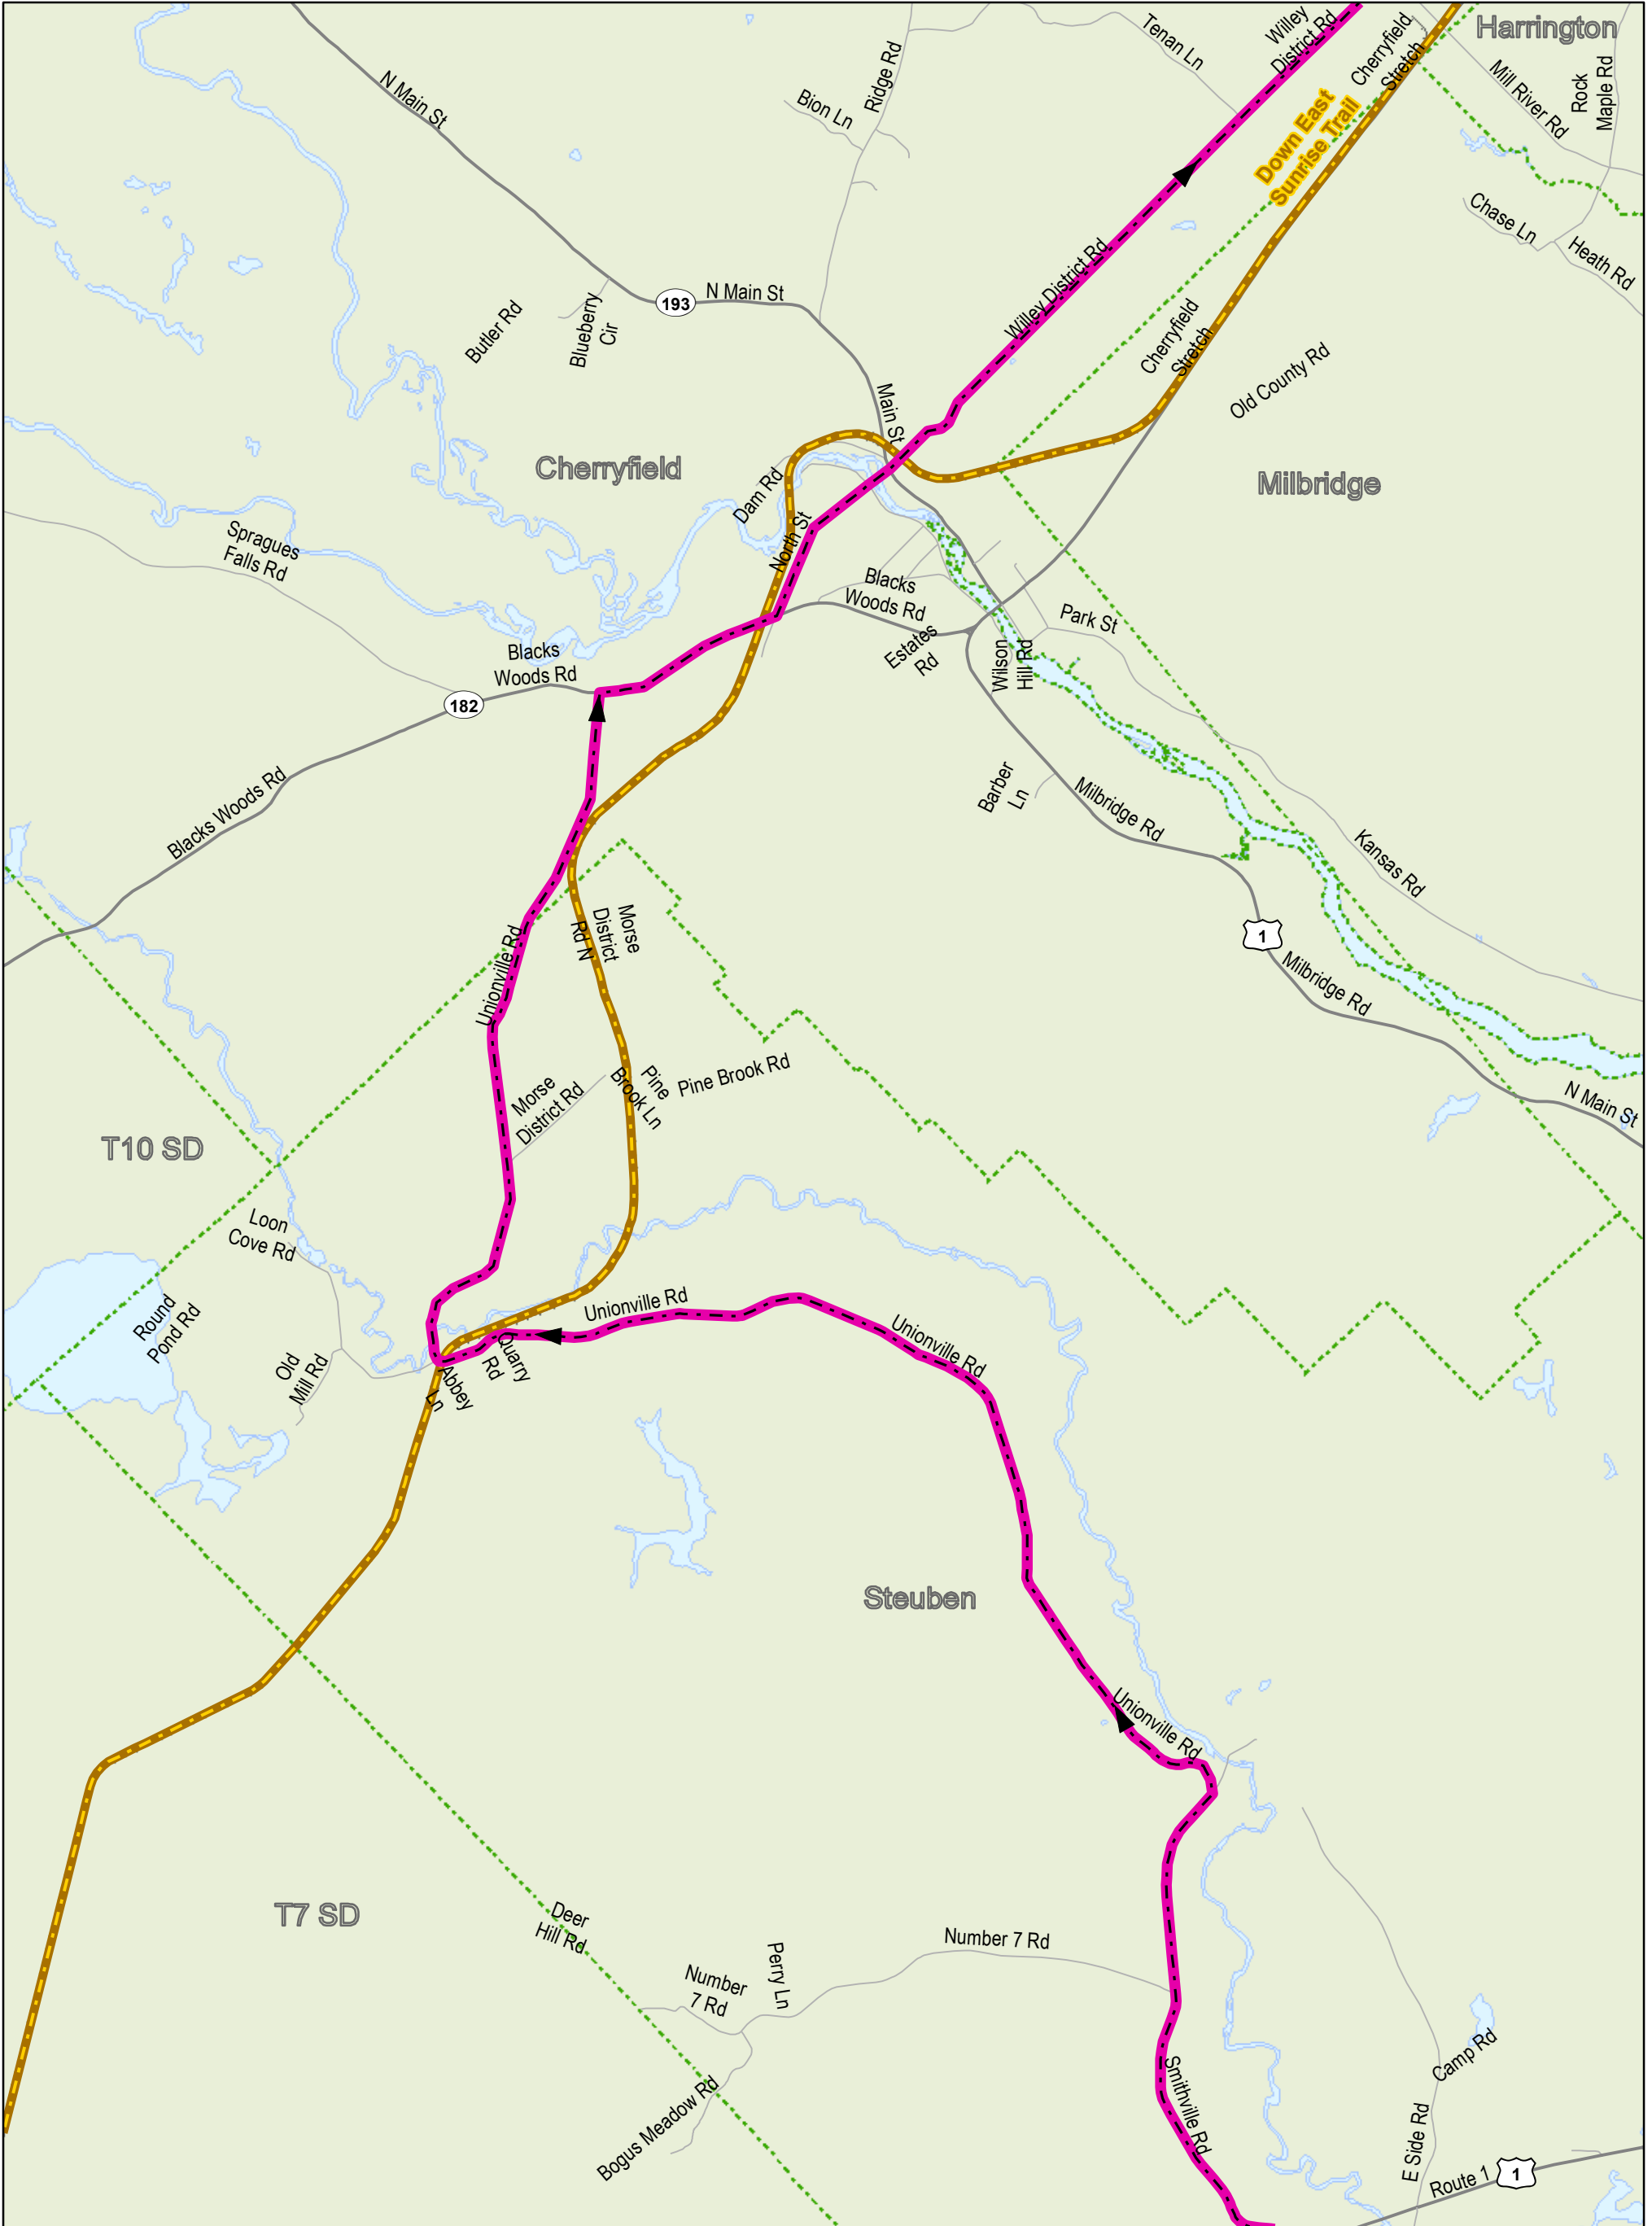 Harrington
Willey
District Rd
Cherryfield
Stretch
Tenan Ln
Ridge Rd
Bion Ln
N Main St
Mill River Rd
Rock
Maple Rd
Down East
Sunrise Trail
Chase Ln
Heath Rd
Willey District Rd
193
N Main St
Butler Rd
Blueberry
Cir
Cherryfield
Stretch
Old County Rd
Main St
Cherryfield
Milbridge
Dam Rd
North St
Spragues
Falls Rd
Blacks
Woods Rd
Park St
Estates
Rd
Wilson
Hill Rd
Blacks
Woods Rd
182
Blacks Woods Rd
Barber
Ln
Milbridge Rd
Kansas Rd
1
Milbridge Rd
Morse
District
Rd N
Unionville Rd
Pine
Brook Ln
Pine Brook Rd
Morse
District Rd
N Main St
T10 SD
Loon
Cove Rd
Round
Pond Rd
Old
Mill Rd
Unionville Rd
Unionville Rd
Quarry
Rd
Abbey
Ln
Steuben
Unionville Rd
T7 SD
Deer
Hill Rd
Number 7 Rd
Perry Ln
Number
7 Rd
Bogus Meadow Rd
Smithville Rd
Camp Rd
E Side Rd
Route 1
1